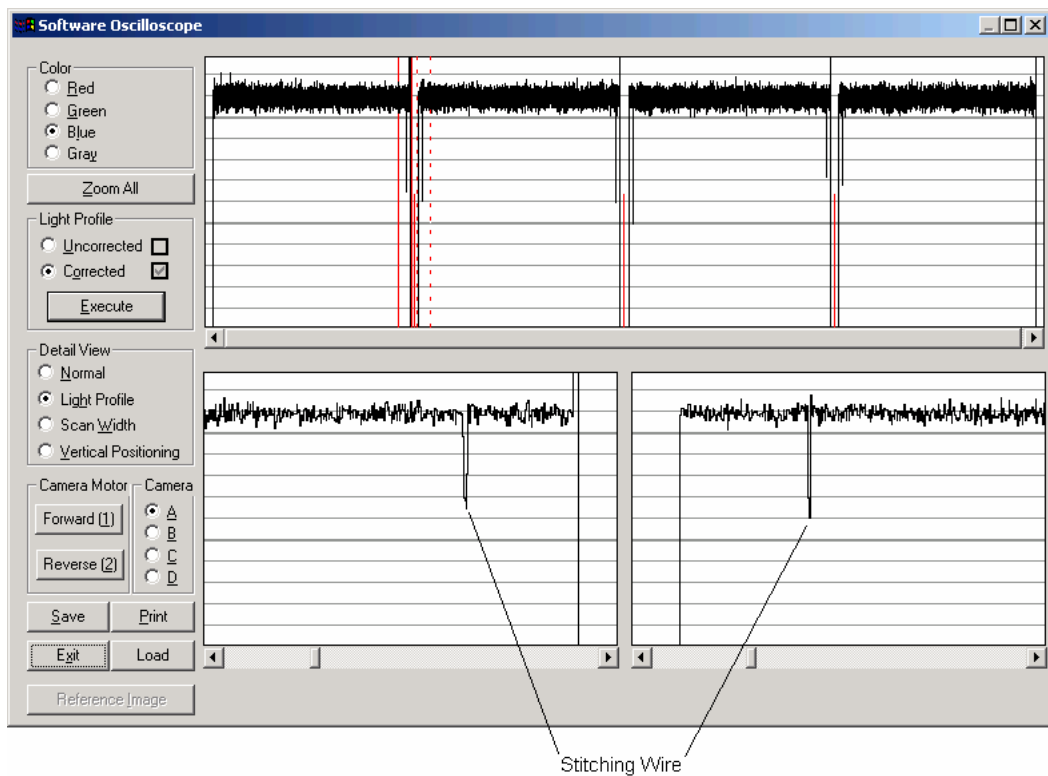 Software Oscilloscope
Color
Red
Green
Blue
Gray
Zoom All
Light Profile
Uncorrected
Corrected
Execute
Detail View
Normal
Light Profile
Scan Width
Vertical Positioning
Camera Motor
Camera
Forward (1)
Reverse (2)
A
B
C
D
Save
Print
Exit
Load
Reference Image
Stitching Wire